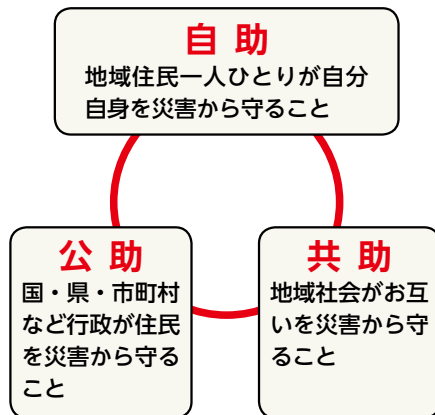 自助
地域住民一人ひとりが自分
自身を災害から守ること
公助
国・県・市町村
など行政が住民
を災害から守る
こと
共助
地域社会がお互
いを災害から守
ること